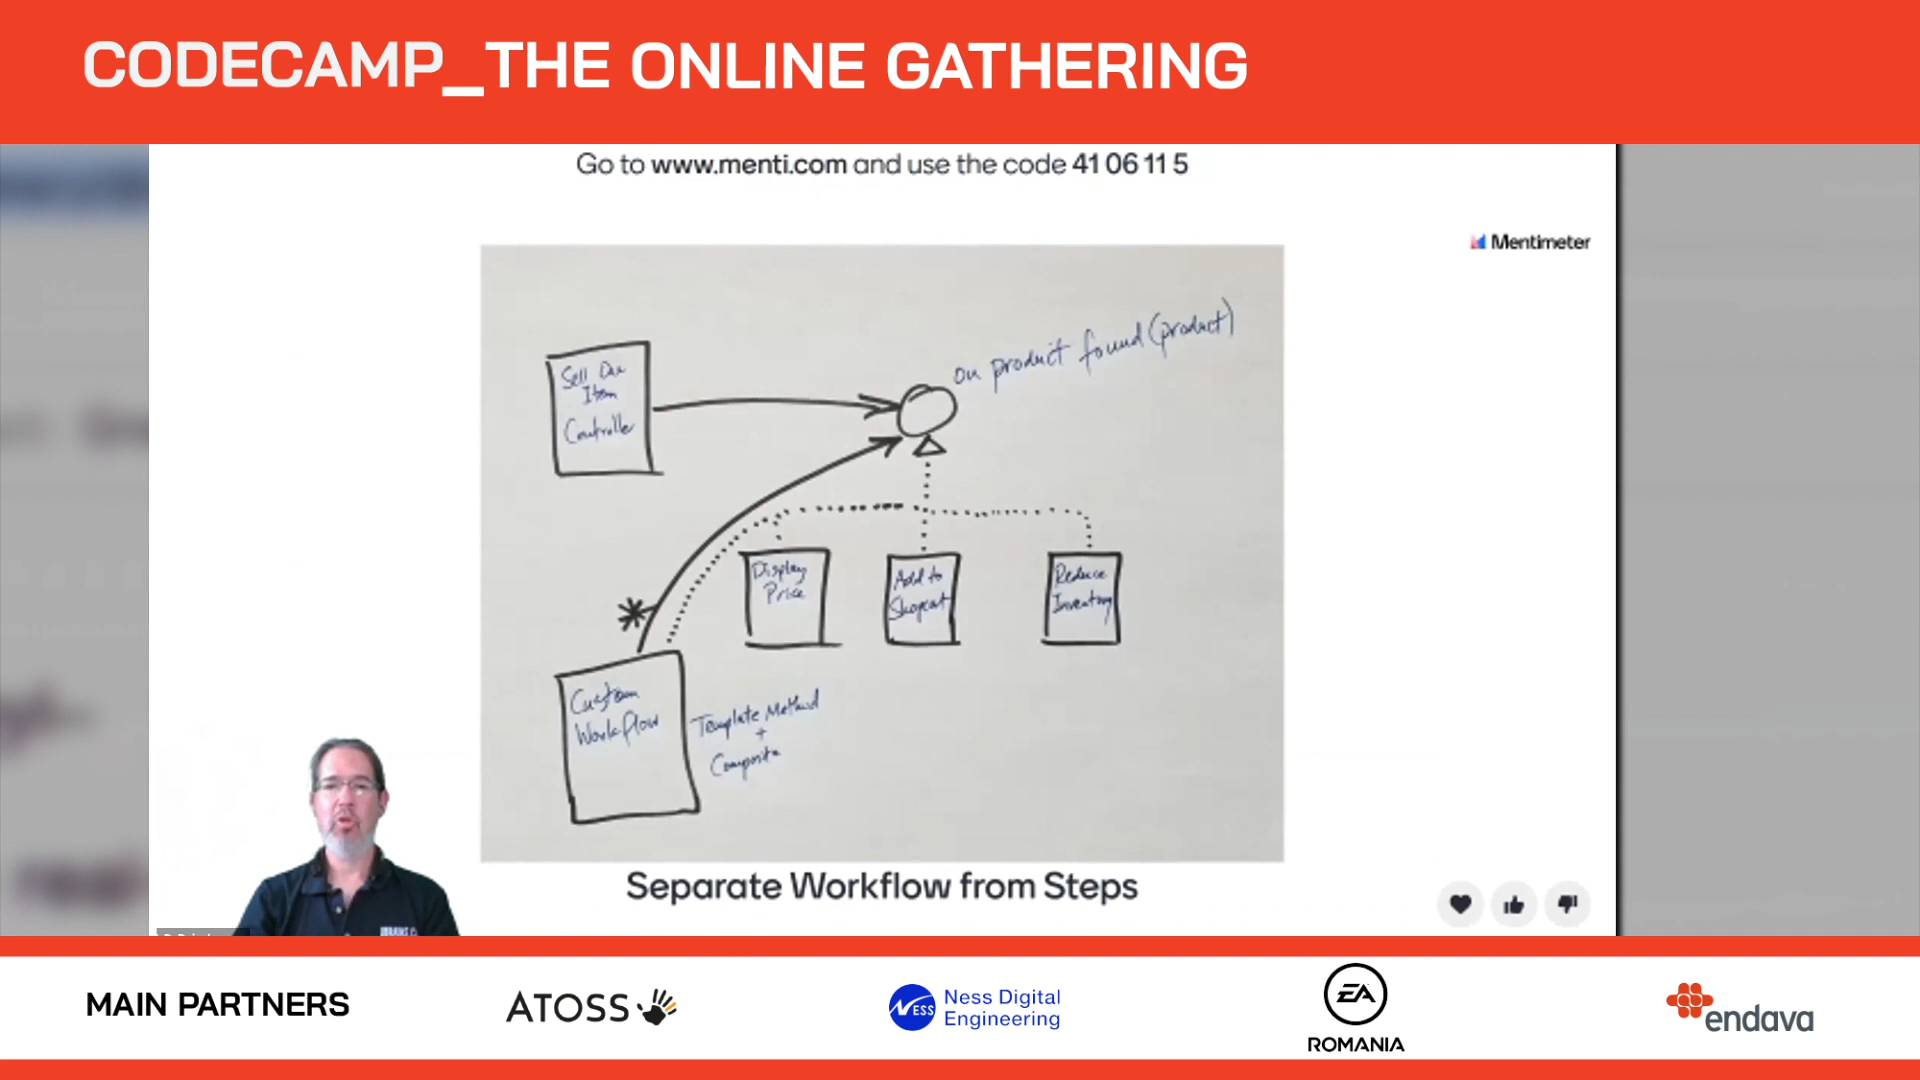 CODECAMP_THE ONLINE GATHERING
Go to www.menti.com and use the code 41 06 11 5
Mentimeter
on product found (product)
Sell One
Item
Controller
Display
Price
Add to
Shopcart
Reduce
Inventory
Custom
Workflow
Template Method
+
Composite
Separate Workflow from Steps
MAIN PARTNERS
ATOSS
NESS
Ness Digital
Engineering
EA
ROMANIA
endava